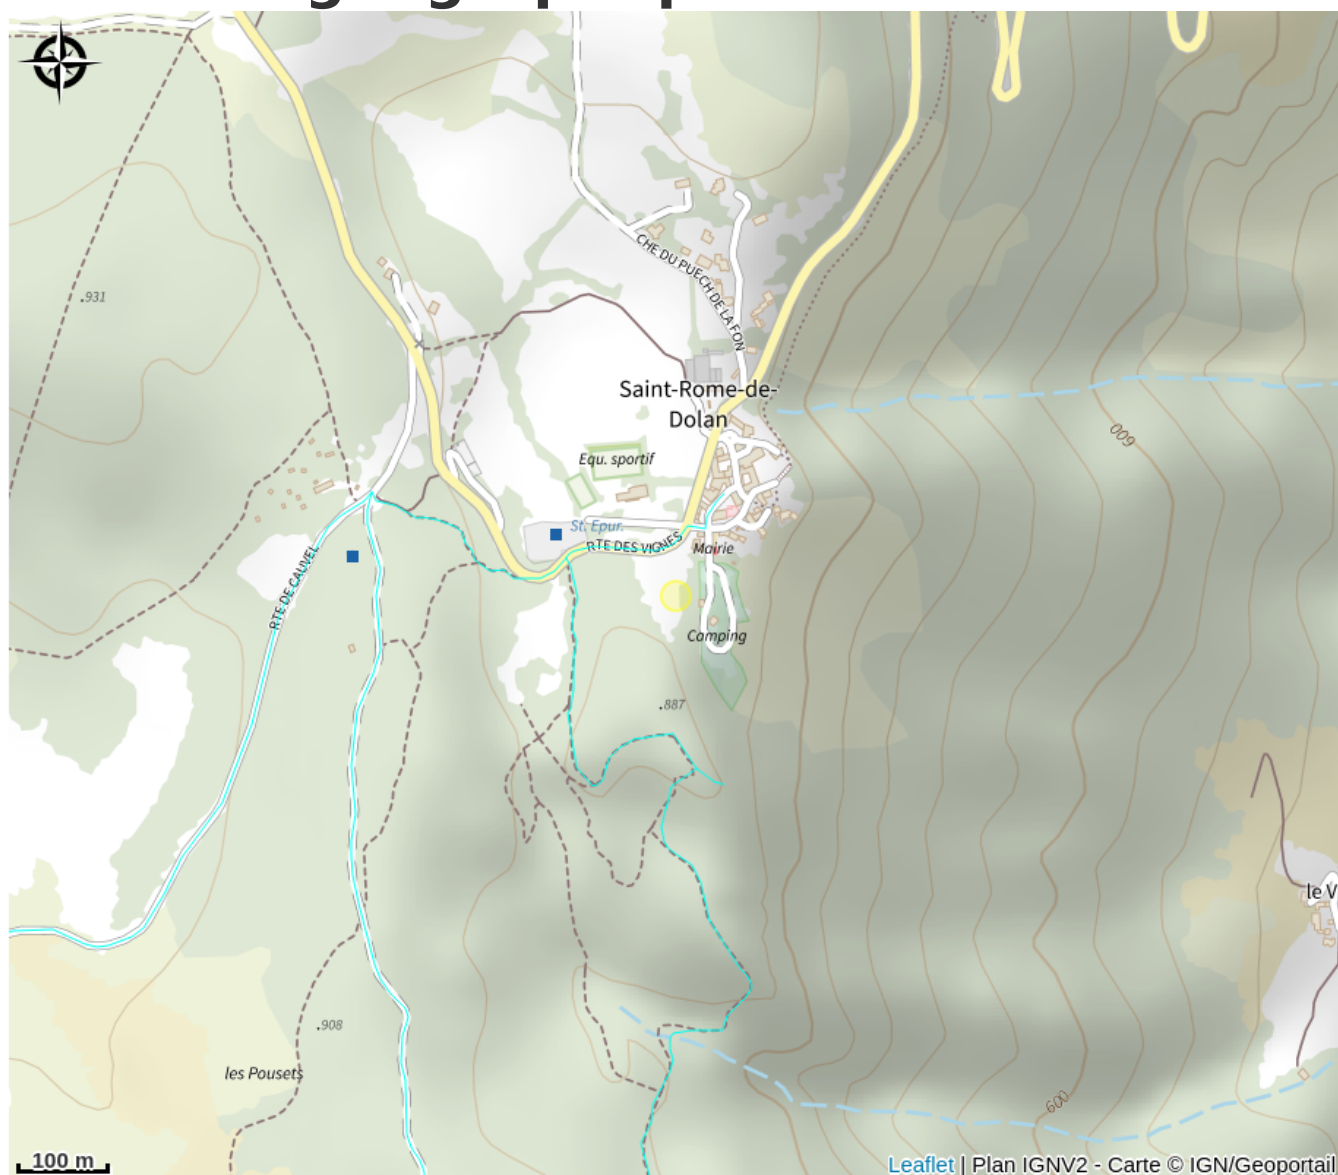 .931
CHE DU PUECH DE LA FON
Saint-Rome-de-
Dolan
600
Equ. sportif
St. Epur.
RTE DES VIGNES
Mairie
RTE DE CAUVEL
Camping
.887
le V
.908
les Pousets
600
100 m
Leaflet | Plan IGNV2 - Carte © IGN/Geoportail